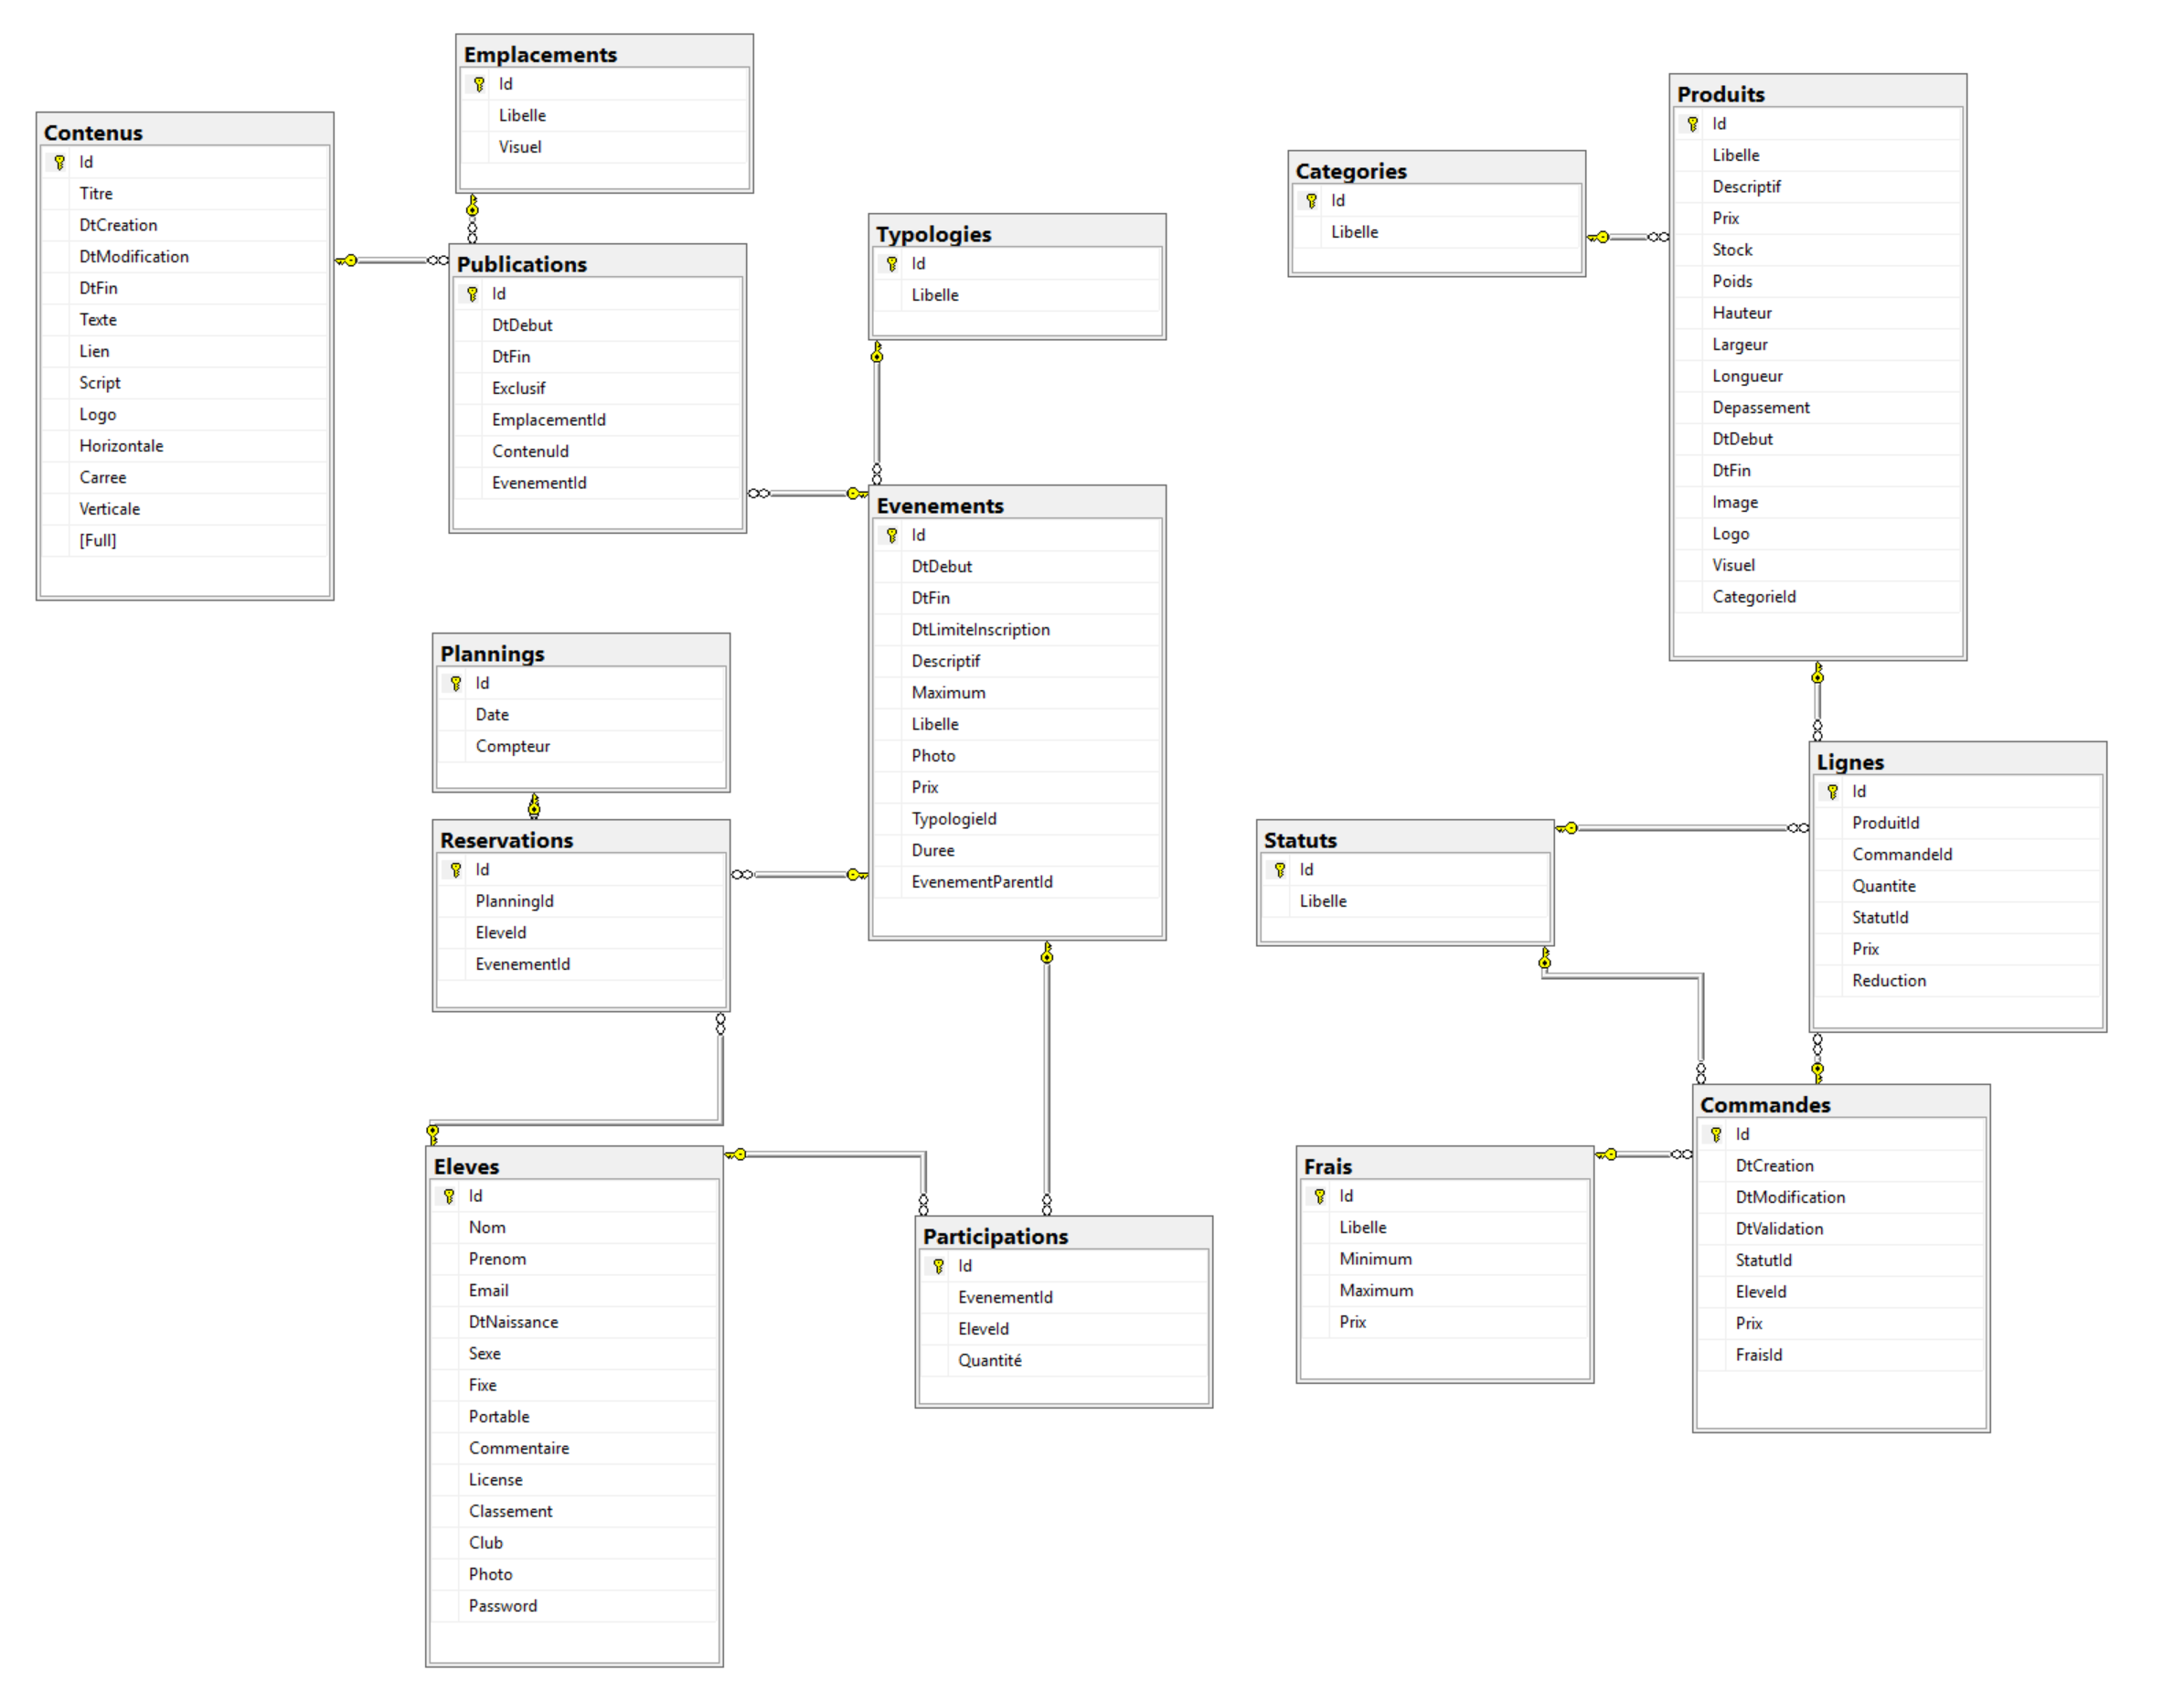 Emplacements
Id
Libelle
Visuel
Contenus
Id
Titre
DtCreation
DtModification
DtFin
Texte
Lien
Script
Logo
Horizontale
Carree
Verticale
[Full]
Publications
Id
DtDebut
DtFin
Exclusif
EmplacementId
ContenuId
EvenementId
Typologies
Id
Libelle
Evenements
Id
DtDebut
DtFin
DtLimiteInscription
Descriptif
Maximum
Libelle
Photo
Prix
TypologieId
Duree
EvenementParentId
Plannings
Id
Date
Compteur
Reservations
Id
PlanningId
EleveId
EvenementId
Eleves
Id
Nom
Prenom
Email
DtNaissance
Sexe
Fixe
Portable
Commentaire
License
Classement
Club
Photo
Password
Participations
Id
EvenementId
EleveId
Quantité
Categories
Id
Libelle
Produits
Id
Libelle
Descriptif
Prix
Stock
Poids
Hauteur
Largeur
Longueur
Depassement
DtDebut
DtFin
Image
Logo
Visuel
CategorieId
Lignes
Id
ProduitId
CommandeId
Quantite
StatutId
Prix
Reduction
Statuts
Id
Libelle
Frais
Id
Libelle
Minimum
Maximum
Prix
Commandes
Id
DtCreation
DtModification
DtValidation
StatutId
EleveId
Prix
FraisId